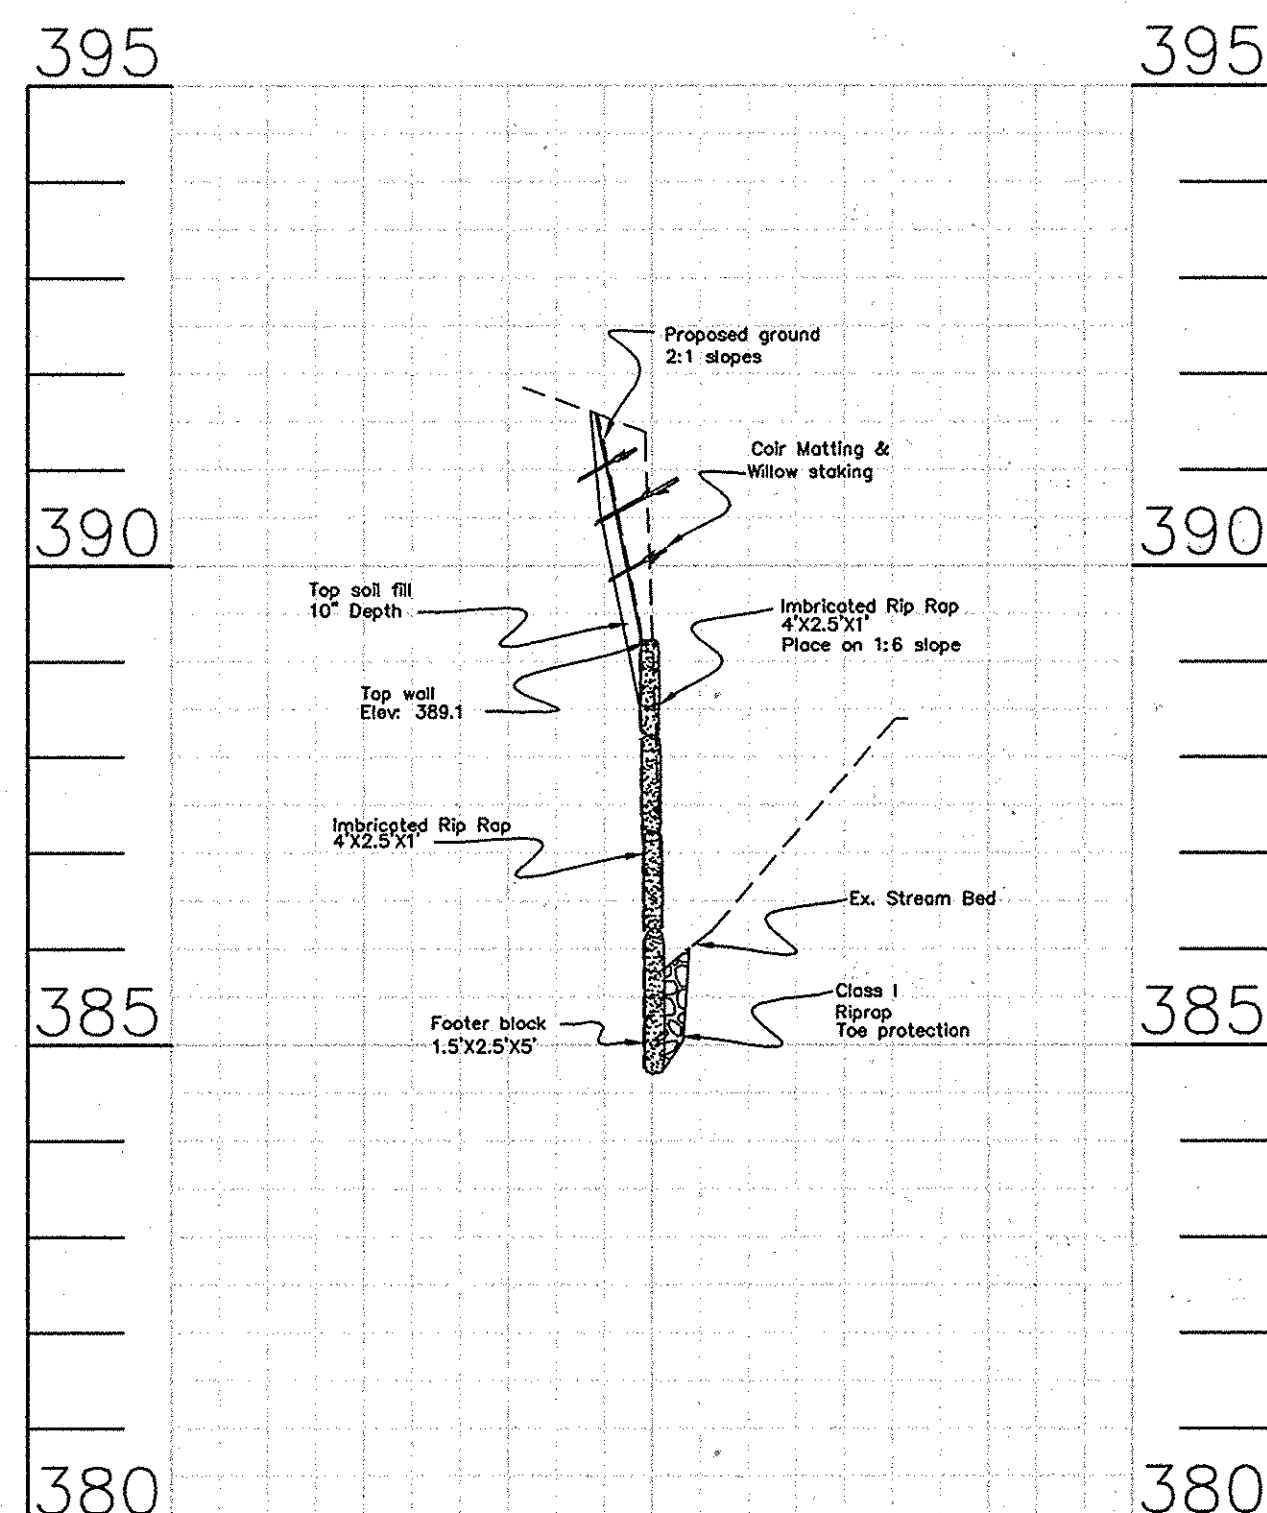 395
395
Proposed ground
2:1 slopes
Coir Matting &
Willow staking
390
390
Top soil fill
10" Depth
Imbricated Rip Rap
4'X2.5'X1'
Place on 1:6 slope
Top wall
Elev: 389.1
Imbricated Rip Rap
4'X2.5'X1'
Ex. Stream Bed
385
385
Class I
Riprap
Toe protection
Footer block
1.5'X2.5'X5'
380
380